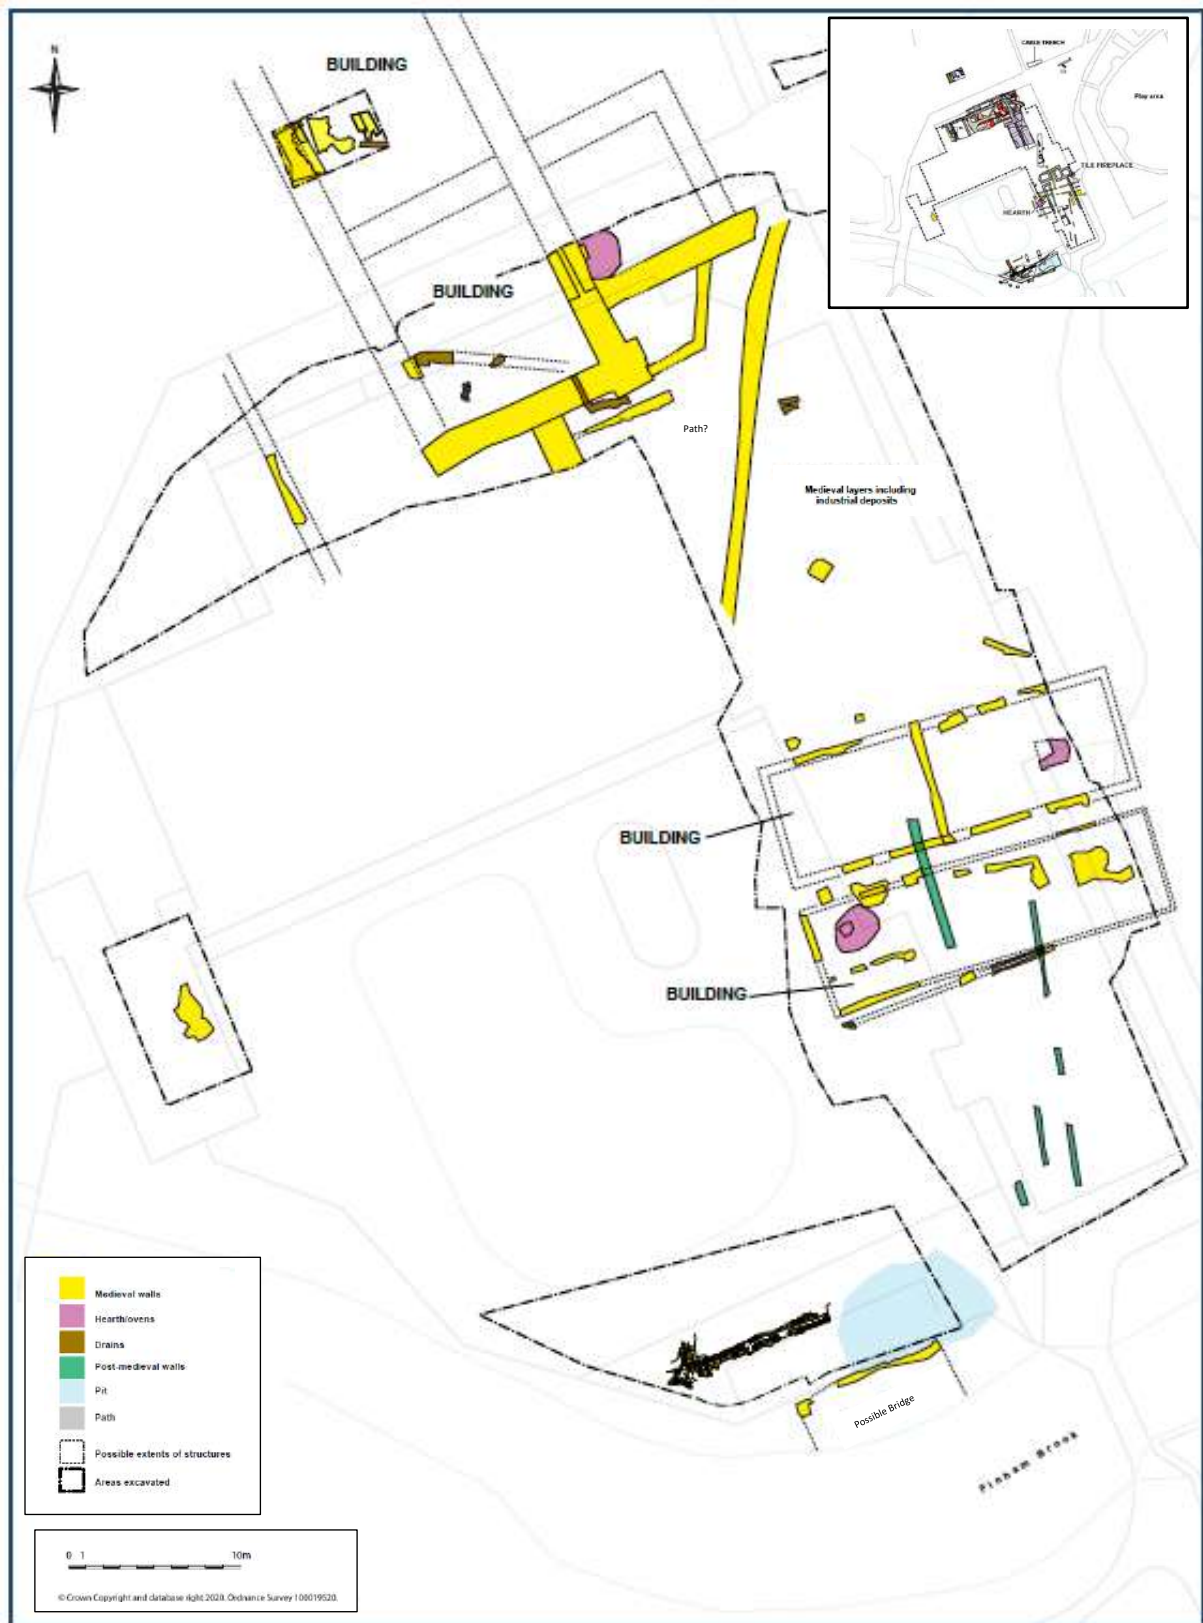 N
BUILDING
CABLE TRENCH
Play area
TILE FIREPLACE
HEARTH
BUILDING
Path?
Medieval layers including
industrial deposits
BUILDING
BUILDING
Possible Bridge
Pinham Brook
Medieval walls
Hearth/ovens
Drains
Post-medieval walls
Pit
Path
Possible extents of structures
Areas excavated
0 1 10m
© Crown Copyright and database right 2020. Ordnance Survey 100019520.